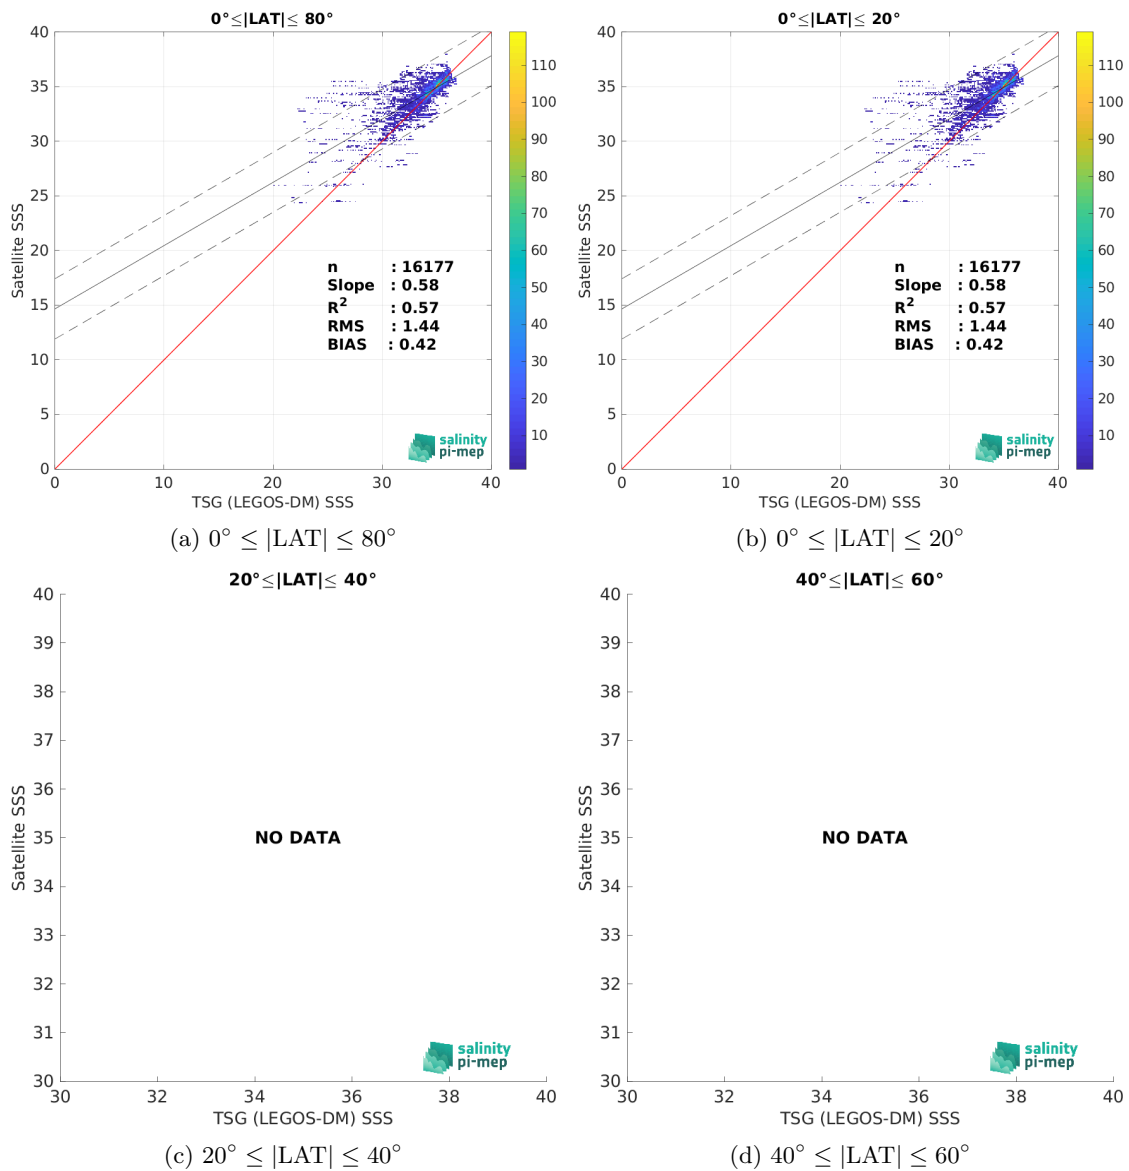 0°≤|LAT|≤ 80°
40
35
30
25
20
15
10
5
0
0
10
20
30
40
Satellite SSS
TSG (LEGOS-DM) SSS
n : 16177
Slope : 0.58
R² : 0.57
RMS : 1.44
BIAS : 0.42
salinity
pi-mep
110
100
90
80
70
60
50
40
30
20
10
(a) 0° ≤ |LAT| ≤ 80°
0°≤|LAT|≤ 20°
40
35
30
25
20
15
10
5
0
0
10
20
30
40
Satellite SSS
TSG (LEGOS-DM) SSS
n : 16177
Slope : 0.58
R² : 0.57
RMS : 1.44
BIAS : 0.42
salinity
pi-mep
110
100
90
80
70
60
50
40
30
20
10
(b) 0° ≤ |LAT| ≤ 20°
20°≤|LAT|≤ 40°
40
39
38
37
36
35
34
33
32
31
30
30
32
34
36
38
40
Satellite SSS
NO DATA
TSG (LEGOS-DM) SSS
salinity
pi-mep
(c) 20° ≤ |LAT| ≤ 40°
40°≤|LAT|≤ 60°
40
39
38
37
36
35
34
33
32
31
30
30
32
34
36
38
40
Satellite SSS
NO DATA
TSG (LEGOS-DM) SSS
salinity
pi-mep
(d) 40° ≤ |LAT| ≤ 60°